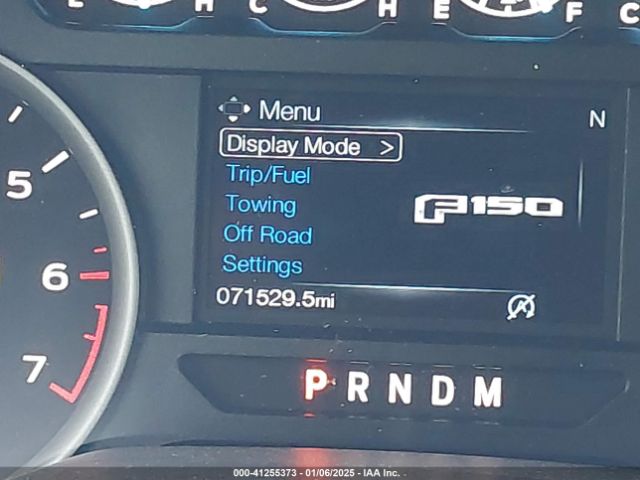 L H C H E F C
Menu
N
Display Mode >
Trip/Fuel
5
Towing
F150
Off Road
6
Settings
071529.5mi
7
P R N D M
000-41255373 - 01/06/2025 - IAA Inc.